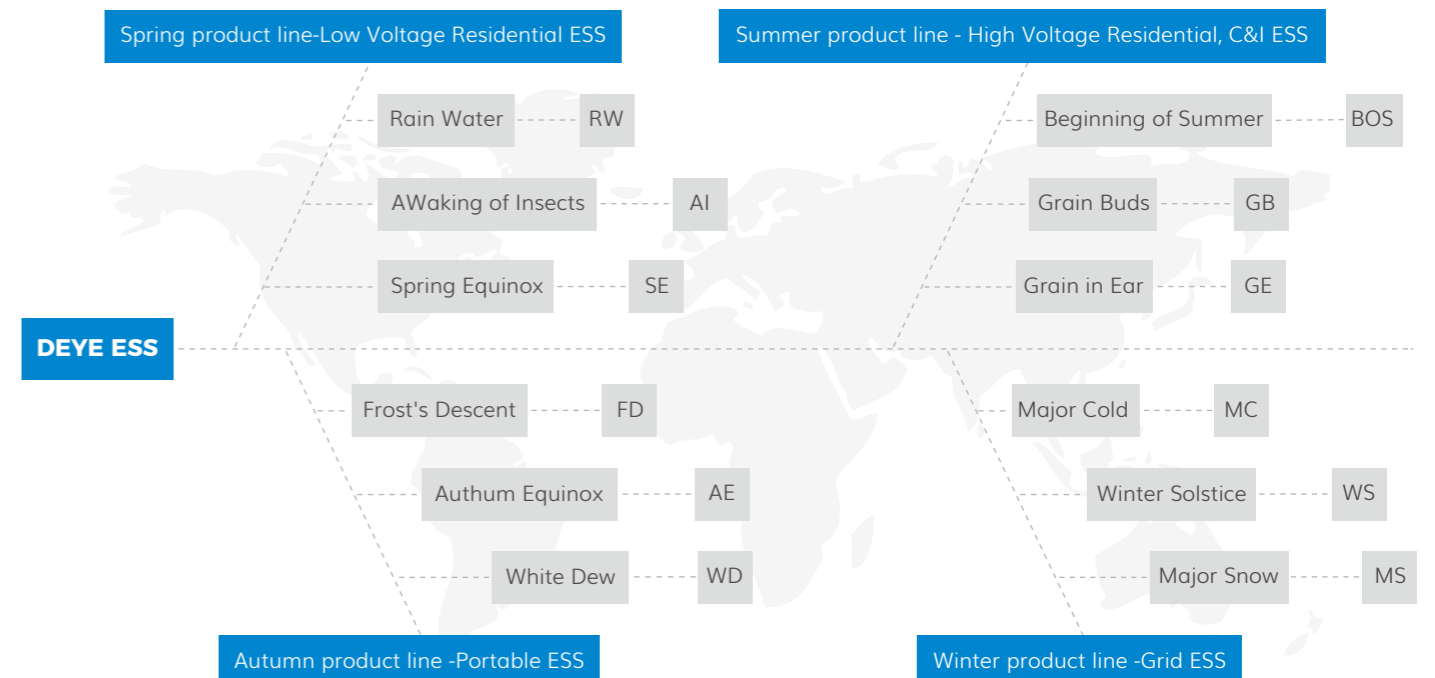 Spring product line-Low Voltage Residential ESS
Summer product line - High Voltage Residential, C&I ESS
Rain Water RW
AWaking of Insects AI
Spring Equinox SE
Beginning of Summer BOS
Grain Buds GB
Grain in Ear GE
DEYE ESS
Frost's Descent FD
Authum Equinox AE
White Dew WD
Major Cold MC
Winter Solstice WS
Major Snow MS
Autumn product line -Portable ESS
Winter product line -Grid ESS